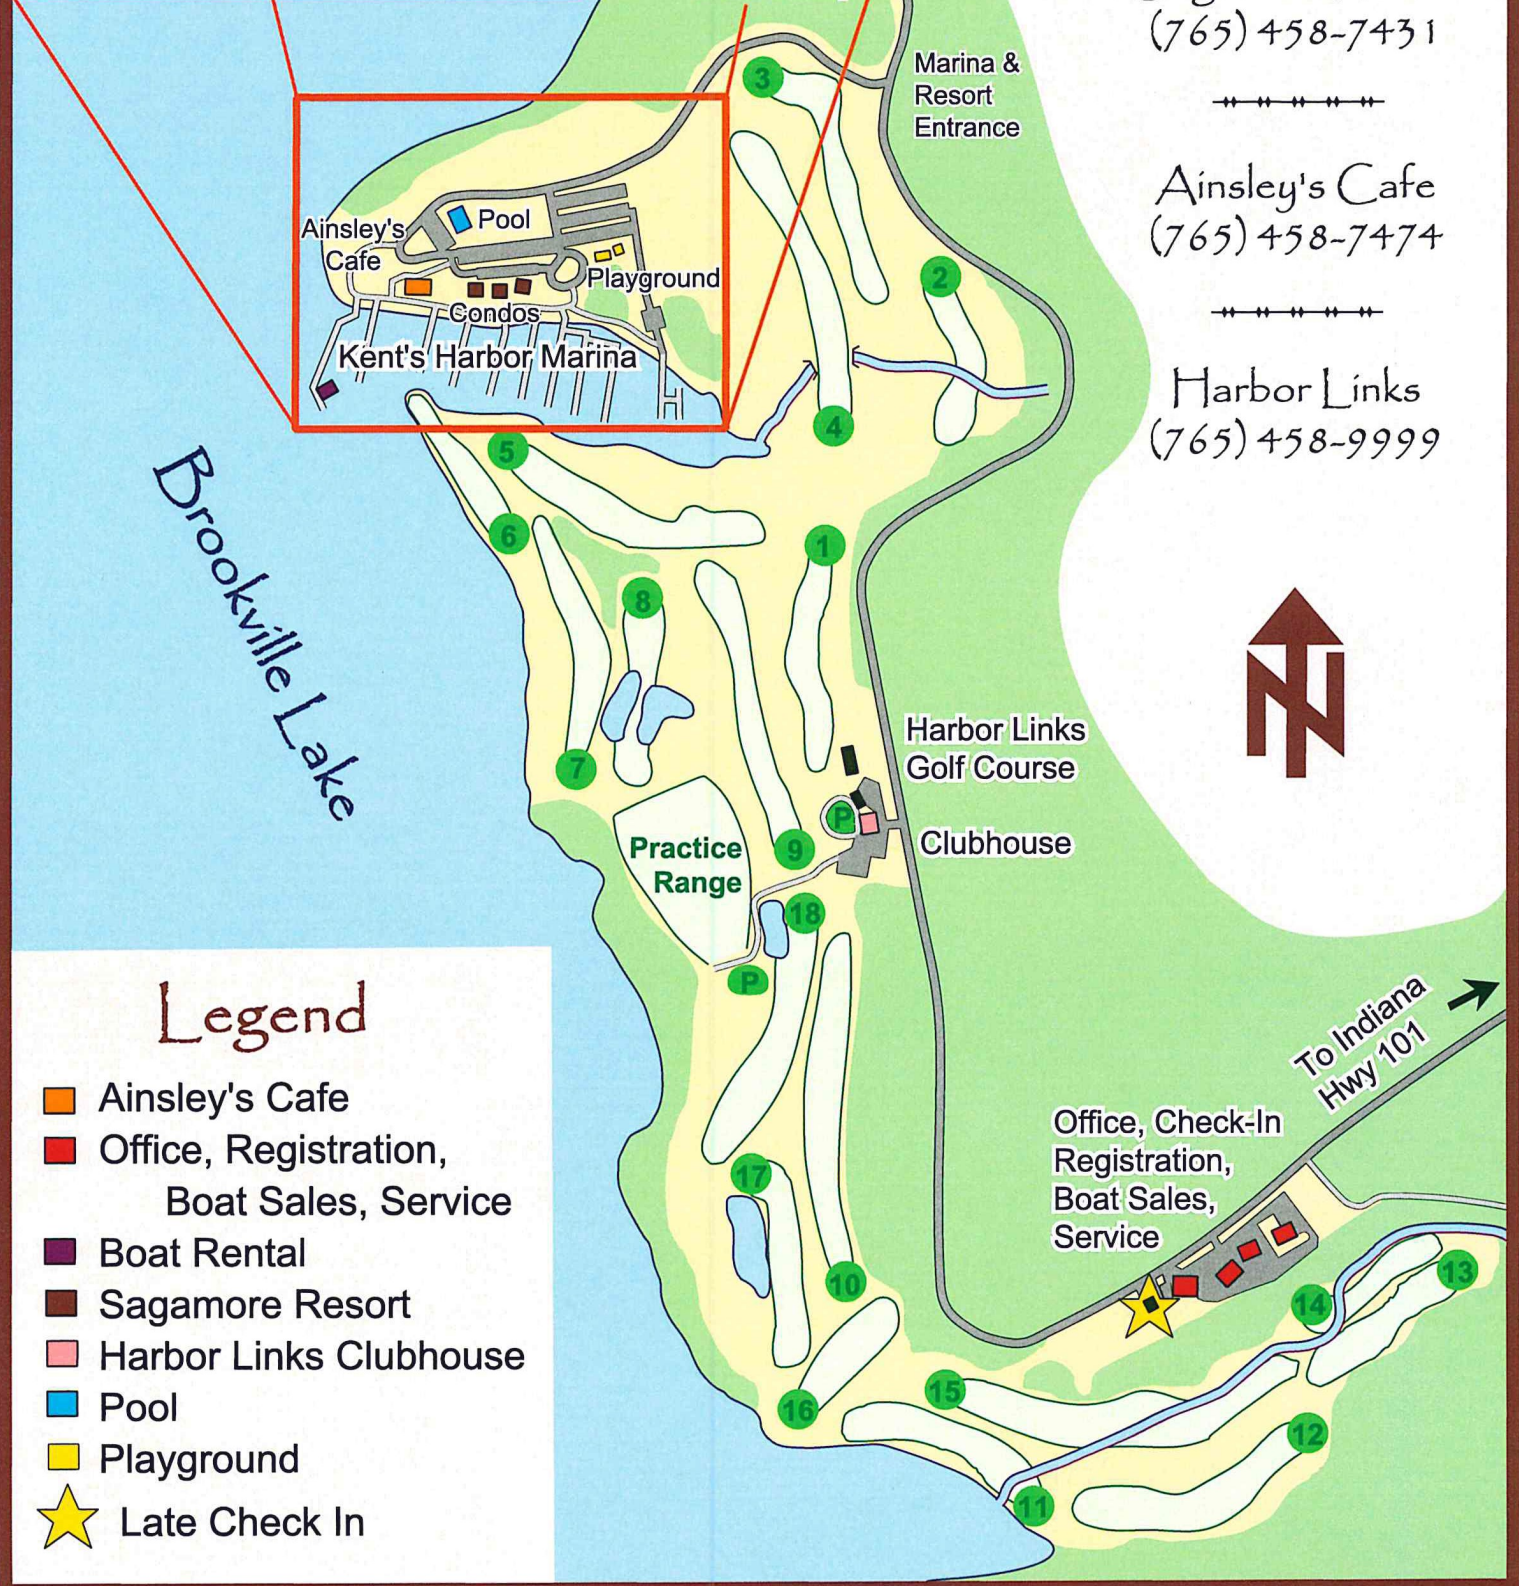 (765) 458-7431
Ainsley's Cafe
(765) 458-7474
Harbor Links
(765) 458-9999
N
Marina &
Resort
Entrance
3
2
4
Ainsley's
Cafe
Pool
Playground
Condos
Kent's Harbor Marina
5
6
1
8
7
Brookville Lake
Harbor Links
Golf Course
P
Clubhouse
Practice
Range
9
18
P
17
10
16
15
11
12
13
14
To Indiana
Hwy 101
Office, Check-In
Registration,
Boat Sales,
Service
Legend
Ainsley's Cafe
Office, Registration,
Boat Sales, Service
Boat Rental
Sagamore Resort
Harbor Links Clubhouse
Pool
Playground
Late Check In